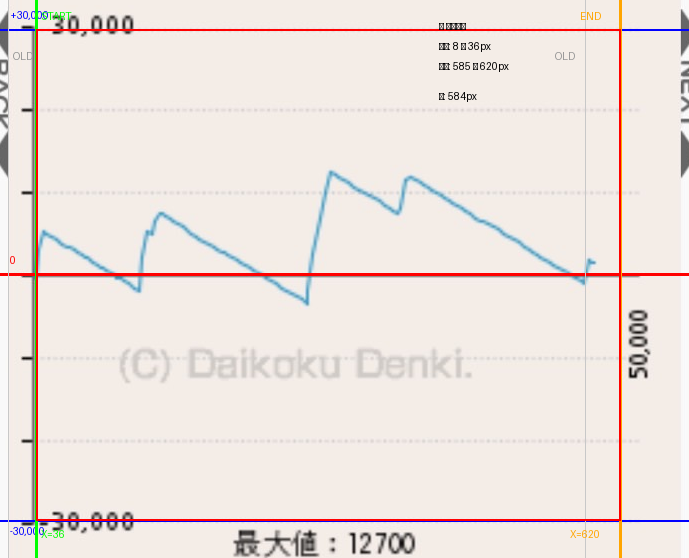 +30,000
START
30,000
END
OLD
OLD
8 36px
585 620px
584px
BACK
NEXT
0
50,000
(C) Daikoku Denki.
-30,000
-30,000
X=36
X=620
最大値：12700